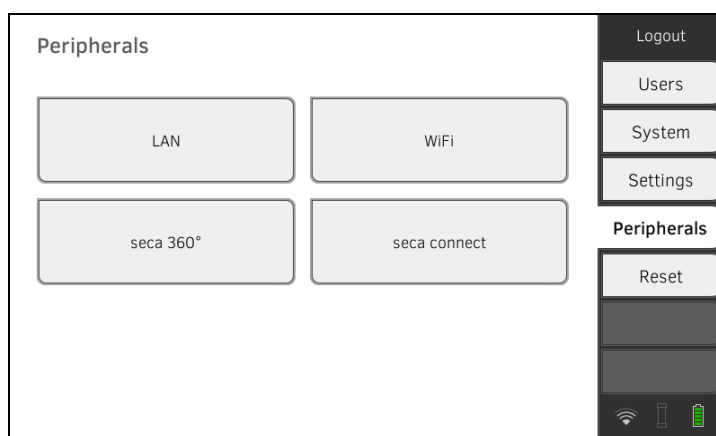 Peripherals
LAN
WiFi
seca 360°
seca connect
Logout
Users
System
Settings
Peripherals
Reset